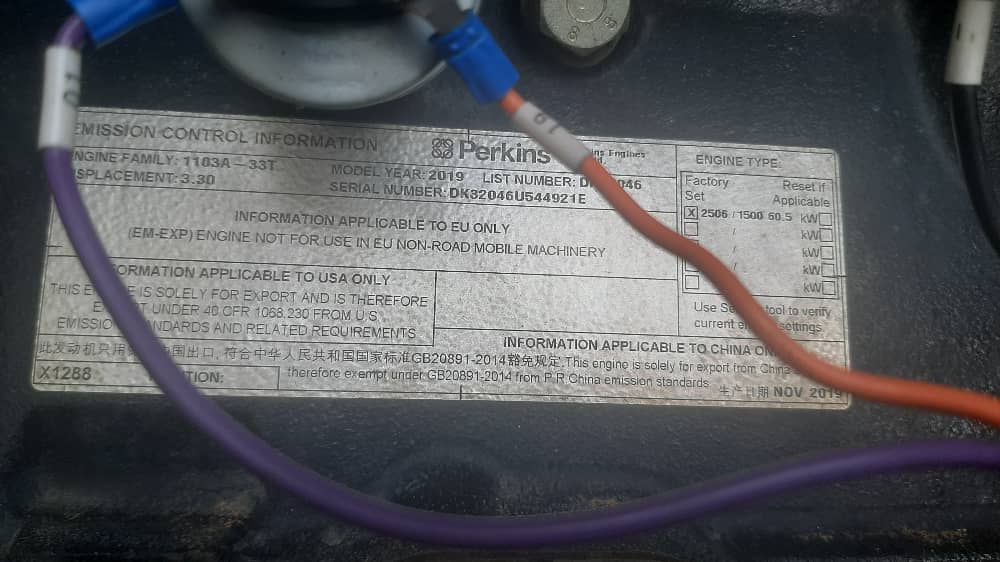 EMISSION CONTROL INFORMATION
Perkins
Engines
ENGINE FAMILY: 1103A-33T
DISPLACEMENT: 3.30
MODEL YEAR: 2019 LIST NUMBER:
SERIAL NUMBER: DK82046U544921E
INFORMATION APPLICABLE TO EU ONLY
(EM-EXP) ENGINE NOT FOR USE IN EU NON-ROAD MOBILE MACHINERY
INFORMATION APPLICABLE TO USA ONLY
THIS IS SOLELY FOR EXPORT AND IS THEREFORE
UNDER 40 CFR 1068.230 FROM U.S.
STANDARDS AND RELATED REQUIREMENTS
ENGINE TYPE:
Factory Set
Reset if Applicable
X 2506 / 1500 60.5 kW
/ kW
/ kW
/ kW
/ kW
Use tool to verify
current settings.
INFORMATION APPLICABLE TO CHINA
此发动机只用 国出口, 符合中华人民共和国国家标准GB20891-2014豁免规定.This engine is solely for export from China
therefore exempt under GB20891-2014 from P.R.China emission standards.
X1288
生产日期 NOV 2019